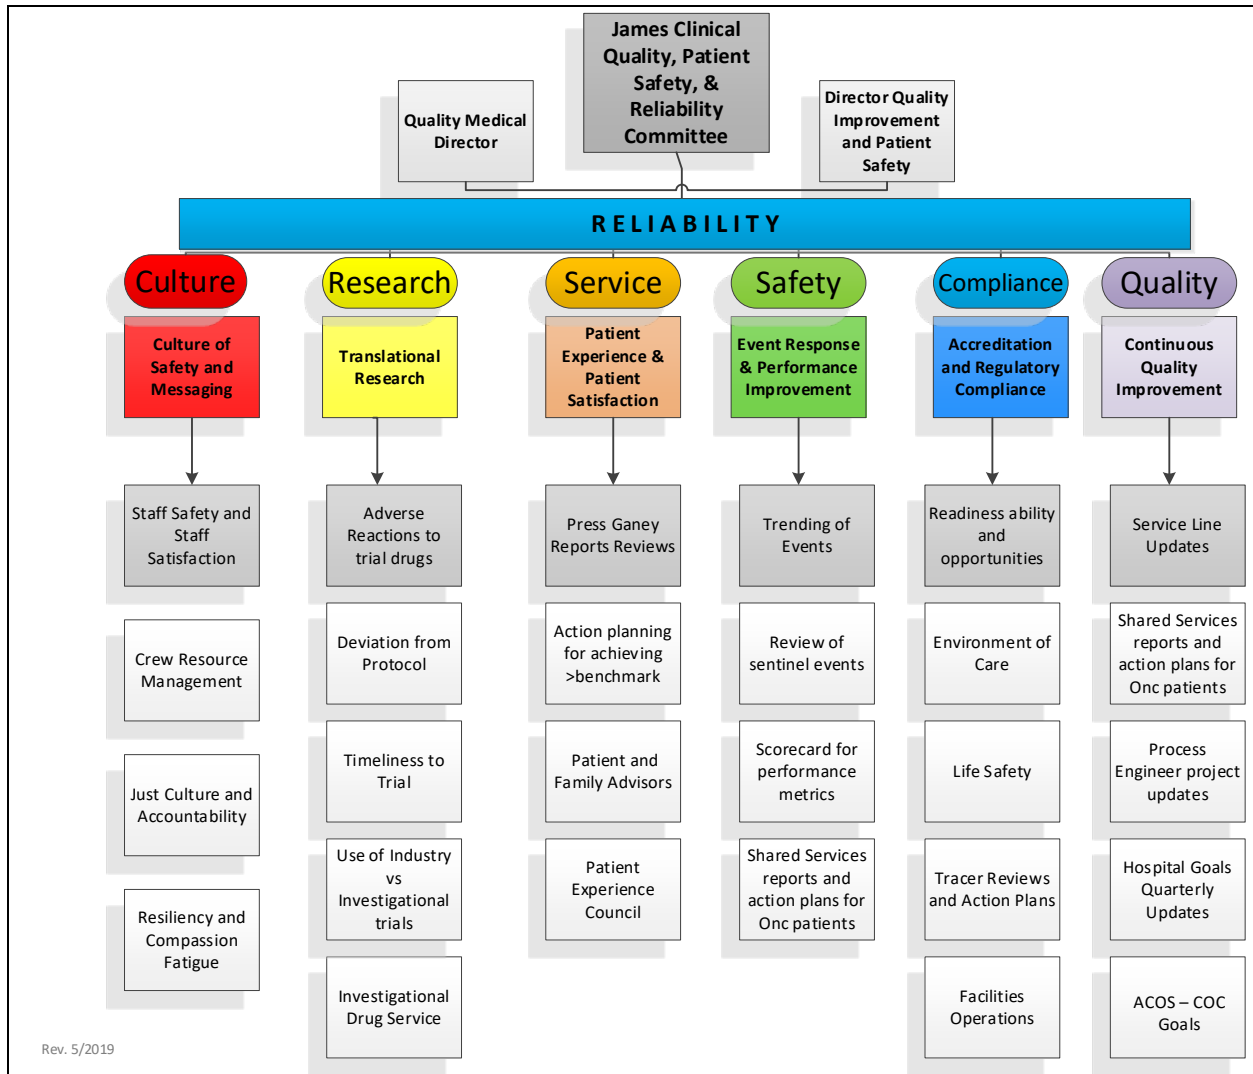 James Clinical
Quality, Patient
Safety, &
Reliability
Committee
Quality Medical
Director
Director Quality
Improvement
and Patient
Safety
RELIABILITY
Culture
Research
Service
Safety
Compliance
Quality
Culture of
Safety and
Messaging
Translational
Research
Patient
Experience &
Patient
Satisfaction
Event Response
& Performance
Improvement
Accreditation
and Regulatory
Compliance
Continuous
Quality
Improvement
Staff Safety and
Staff
Satisfaction
Adverse
Reactions to
trial drugs
Press Ganey
Reports Reviews
Trending of
Events
Readiness ability
and
opportunities
Service Line
Updates
Crew Resource
Management
Deviation from
Protocol
Action planning
for achieving
>benchmark
Review of
sentinel events
Environment of
Care
Shared Services
reports and
action plans for
Onc patients
Just Culture and
Accountability
Timeliness to
Trial
Patient and
Family Advisors
Scorecard for
performance
metrics
Life Safety
Process
Engineer project
updates
Resiliency and
Compassion
Fatigue
Use of Industry
vs
Investigational
trials
Patient
Experience
Council
Shared Services
reports and
action plans for
Onc patients
Tracer Reviews
and Action Plans
Hospital Goals
Quarterly
Updates
Investigational
Drug Service
Facilities
Operations
ACOS – COC
Goals
Rev. 5/2019